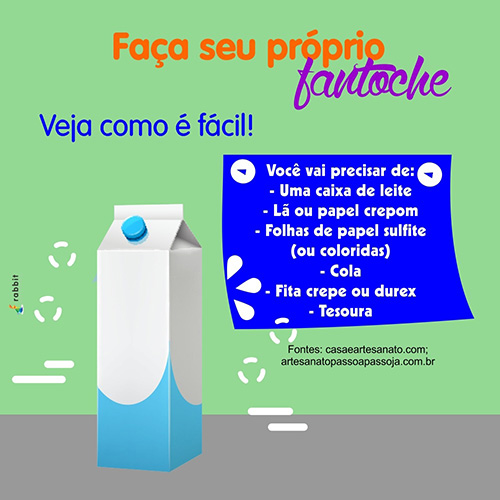 Faça seu próprio
fantoche
Veja como é fácil!
Você vai precisar de:
- Uma caixa de leite
- Lã ou papel crepom
- Folhas de papel sulfite
(ou coloridas)
- Cola
- Fita crepe ou durex
- Tesoura
Fontes: casaeartesanato.com;
artesanatopassoapassoja.com.br
rabbit